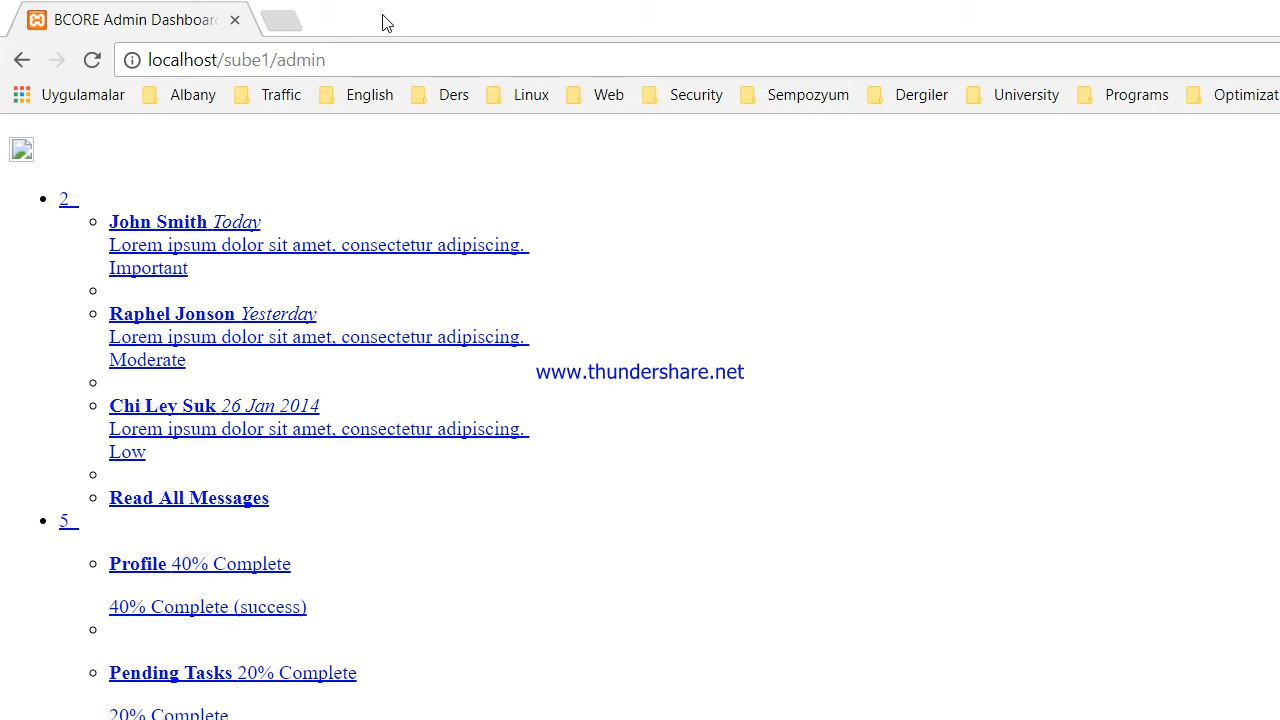 BCORE Admin Dashboar
localhost/sube1/admin
Uygulamalar Albany Traffic English Ders Linux Web Security Sempozyum Dergiler University Programs Optimizat
2
John Smith Today
Lorem ipsum dolor sit amet, consectetur adipiscing.
Important
Raphel Jonson Yesterday
Lorem ipsum dolor sit amet, consectetur adipiscing.
Moderate
www.thundershare.net
Chi Ley Suk 26 Jan 2014
Lorem ipsum dolor sit amet, consectetur adipiscing.
Low
Read All Messages
5
Profile 40% Complete
40% Complete (success)
Pending Tasks 20% Complete
20% Complete